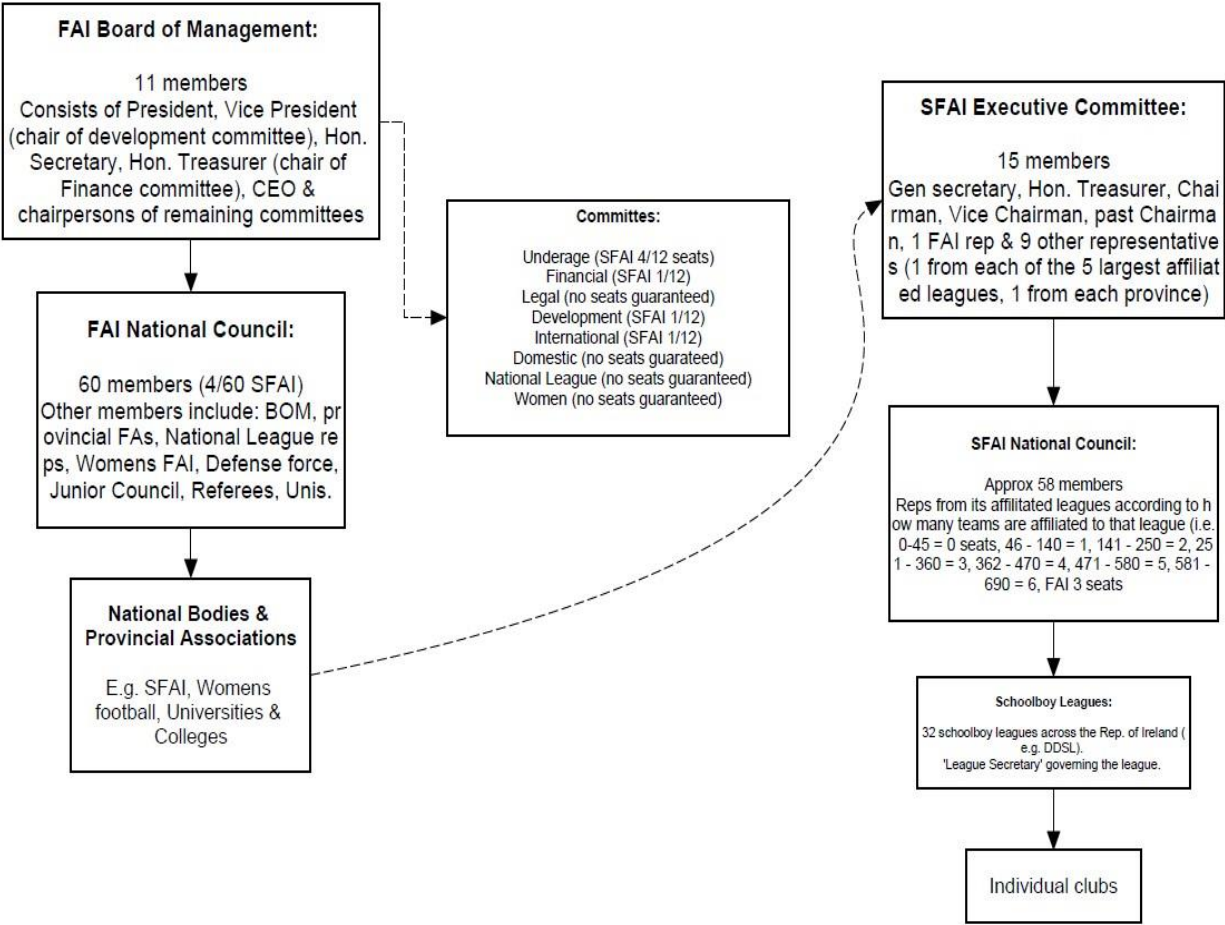 FAI Board of Management:
11 members
Consists of President, Vice President
(chair of development committee), Hon.
Secretary, Hon. Treasurer (chair of
Finance committee), CEO &
chairpersons of remaining committees
FAI National Council:
60 members (4/60 SFAI)
Other members include: BOM, pr
ovincial FAs, National League re
ps, Womens FAI, Defense force,
Junior Council, Referees, Unis.
National Bodies &
Provincial Associations
E.g. SFAI, Womens
football, Universities &
Colleges
Committes:
Underage (SFAI 4/12 seats)
Financial (SFAI 1/12)
Legal (no seats guaranteed)
Development (SFAI 1/12)
International (SFAI 1/12)
Domestic (no seats guarateed)
National League (no seats guaranteed)
Women (no seats guaranteed)
SFAI Executive Committee:
15 members
Gen secretary, Hon. Treasurer, Chai
rman, Vice Chairman, past Chairma
n, 1 FAI rep & 9 other representative
s (1 from each of the 5 largest affiliat
ed leagues, 1 from each province)
SFAI National Council:
Approx 58 members
Reps from its affilitated leagues according to h
ow many teams are affiliated to that league (i.e.
0-45 = 0 seats, 46 - 140 = 1, 141 - 250 = 2, 25
1 - 360 = 3, 362 - 470 = 4, 471 - 580 = 5, 581 -
690 = 6, FAI 3 seats
Schoolboy Leagues:
32 schoolboy leagues across the Rep. of Ireland (
e.g. DDSL).
'League Secretary' governing the league.
Individual clubs